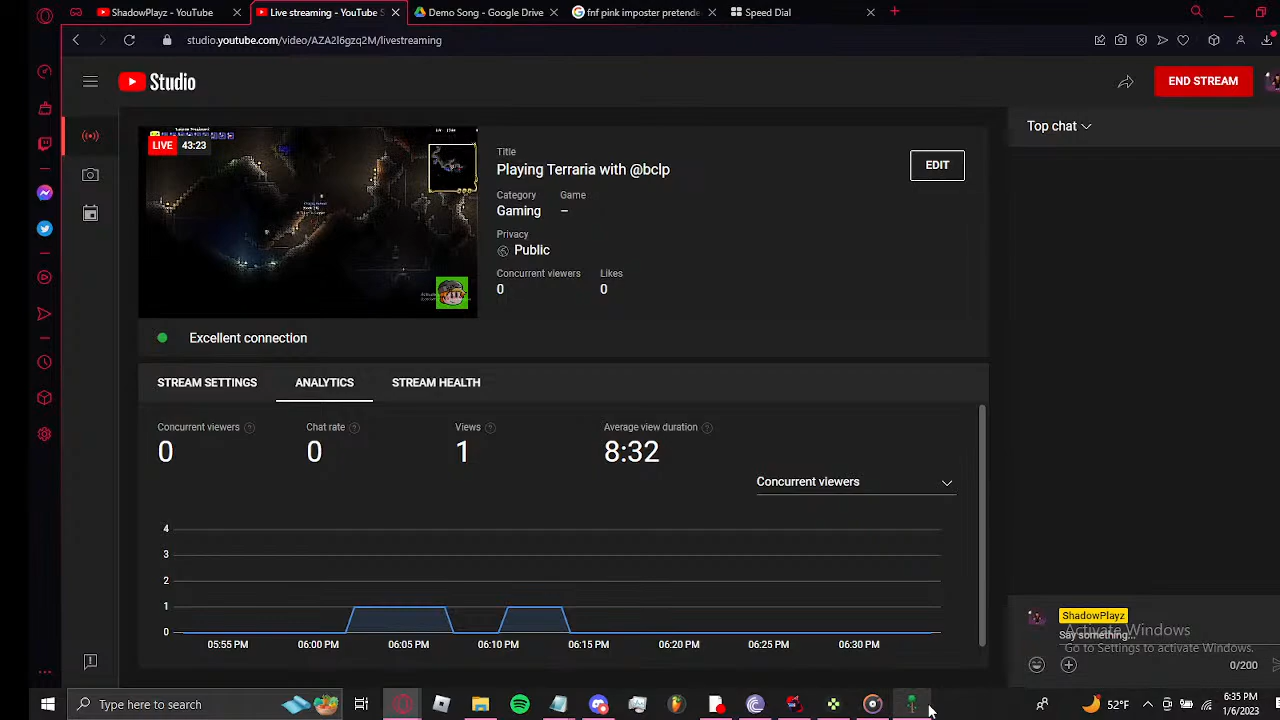 ShadowPlayz - YouTube
Live streaming - YouTube S
Demo Song - Google Drive
fnf pink imposter pretende
Speed Dial
studio.youtube.com/video/AZA2l6gzq2M/livestreaming
Studio
END STREAM
LIVE 43:23
Title
Playing Terraria with @bclp
EDIT
Category Game
Gaming –
Privacy
Public
Concurrent viewers Likes
0 0
Excellent connection
Top chat
STREAM SETTINGS ANALYTICS STREAM HEALTH
Concurrent viewers Chat rate Views Average view duration
0 0 1 8:32
Concurrent viewers
4
3
2
1
0
05:55 PM 06:00 PM 06:05 PM 06:10 PM 06:15 PM 06:20 PM 06:25 PM 06:30 PM
ShadowPlayz
Say something...
Activate Windows
Go to Settings to activate Windows.
0/200
Type here to search
52°F
6:35 PM
1/6/2023